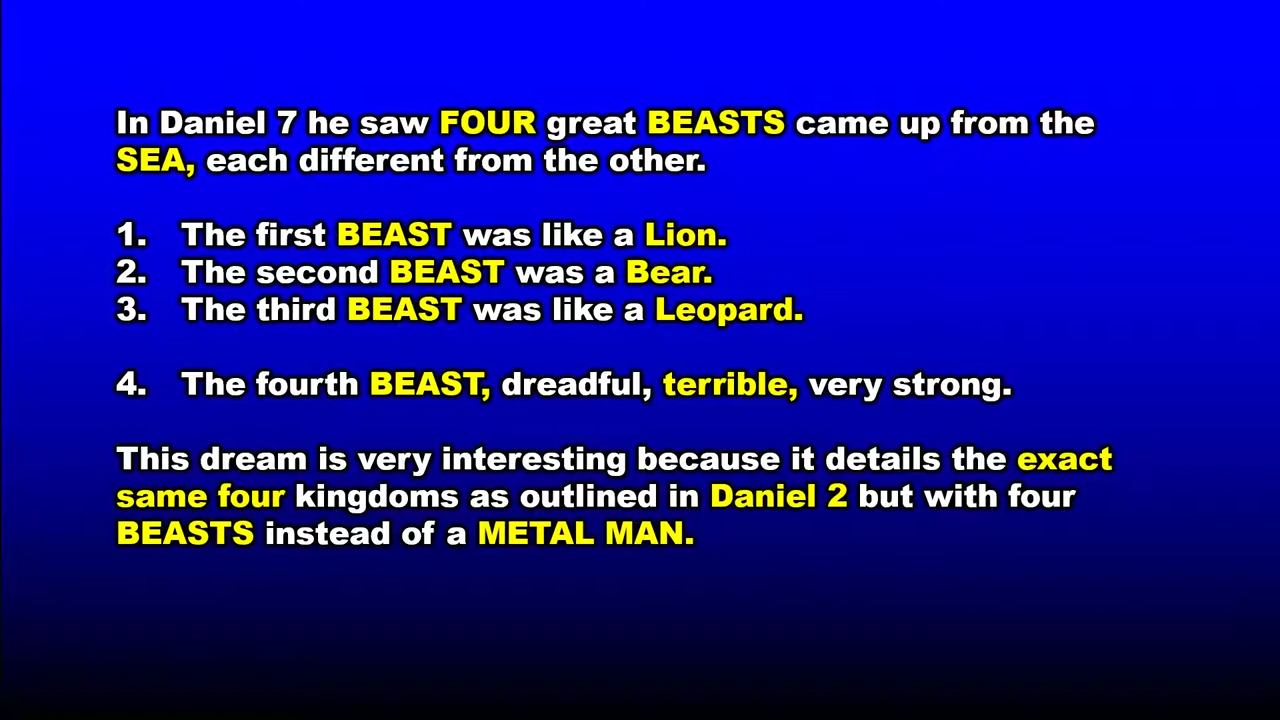 In Daniel 7 he saw FOUR great BEASTS came up from the
SEA, each different from the other.
1. The first BEAST was like a Lion.
2. The second BEAST was a Bear.
3. The third BEAST was like a Leopard.
4. The fourth BEAST, dreadful, terrible, very strong.
This dream is very interesting because it details the exact
same four kingdoms as outlined in Daniel 2 but with four
BEASTS instead of a METAL MAN.